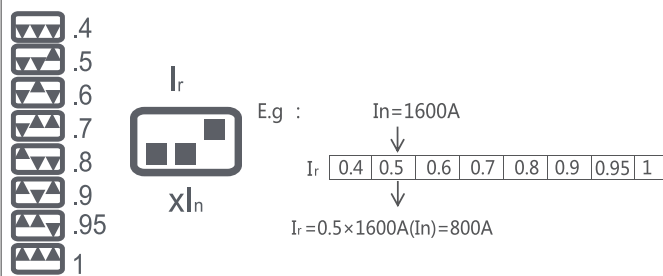 .4
.5
.6
.7
.8
.9
.95
1
Ir
xIn
E.g :
In=1600A
Ir 0.4 0.5 0.6 0.7 0.8 0.9 0.95 1
Ir=0.5×1600A(In)=800A